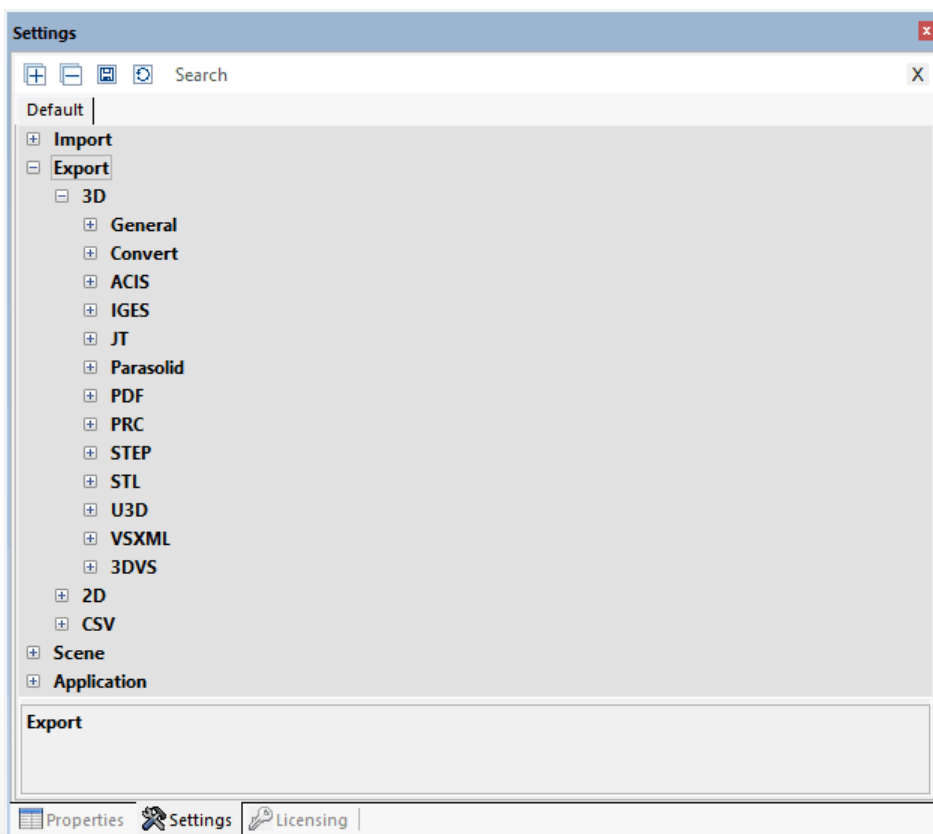 Settings
x
Search X
Default
Import
Export
3D
General
Convert
ACIS
IGES
JT
Parasolid
PDF
PRC
STEP
STL
U3D
VSXML
3DVS
2D
CSV
Scene
Application
Export
Properties Settings Licensing